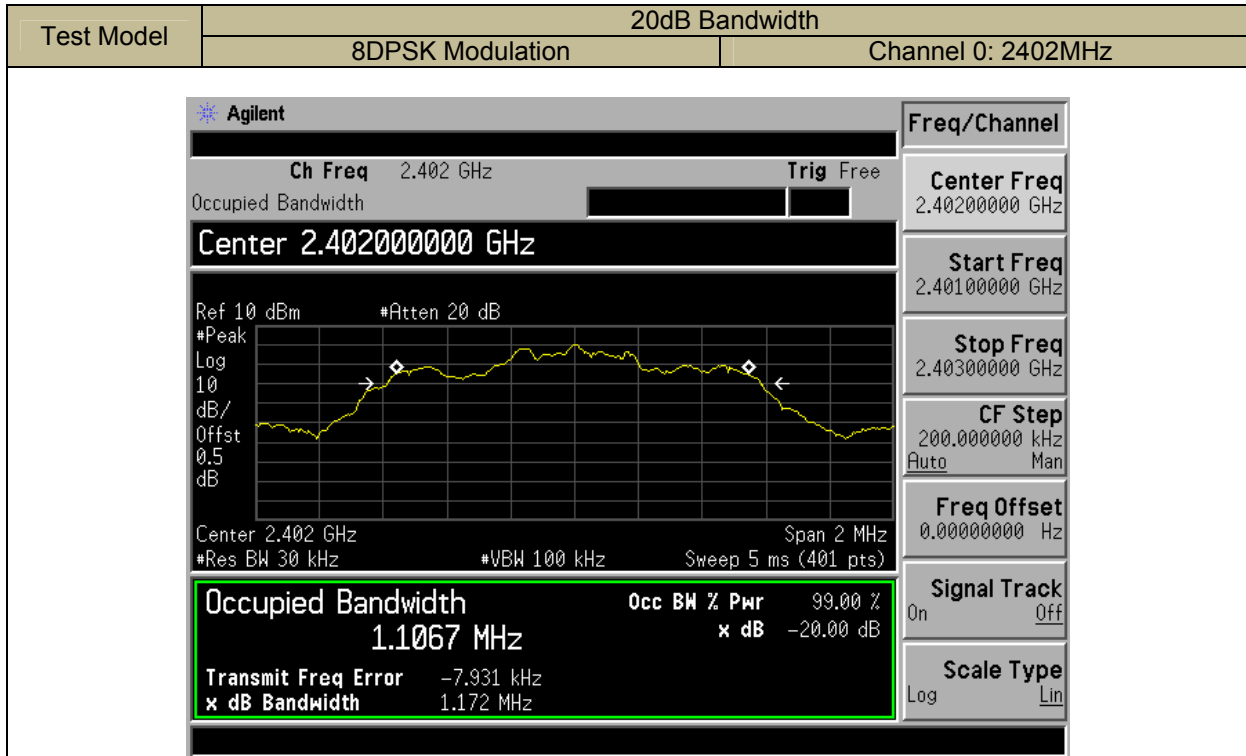 Test Model
20dB Bandwidth
8DPSK Modulation
Channel 0: 2402MHz
Agilent
Freq/Channel
Ch Freq 2.402 GHz
Trig Free
Occupied Bandwidth
Center 2.402000000 GHz
Center Freq
2.40200000 GHz
Start Freq
2.40100000 GHz
Stop Freq
2.40300000 GHz
CF Step
200.000000 kHz
Auto Man
Freq Offset
0.00000000 Hz
Signal Track
On Off
Scale Type
Log Lin
Ref 10 dBm
#Atten 20 dB
#Peak
Log
10
dB/
Offst
0.5
dB
Center 2.402 GHz
Span 2 MHz
#Res BW 30 kHz
#VBW 100 kHz
Sweep 5 ms (401 pts)
Occupied Bandwidth
1.1067 MHz
Occ BW % Pwr 99.00 %
x dB -20.00 dB
Transmit Freq Error -7.931 kHz
x dB Bandwidth 1.172 MHz